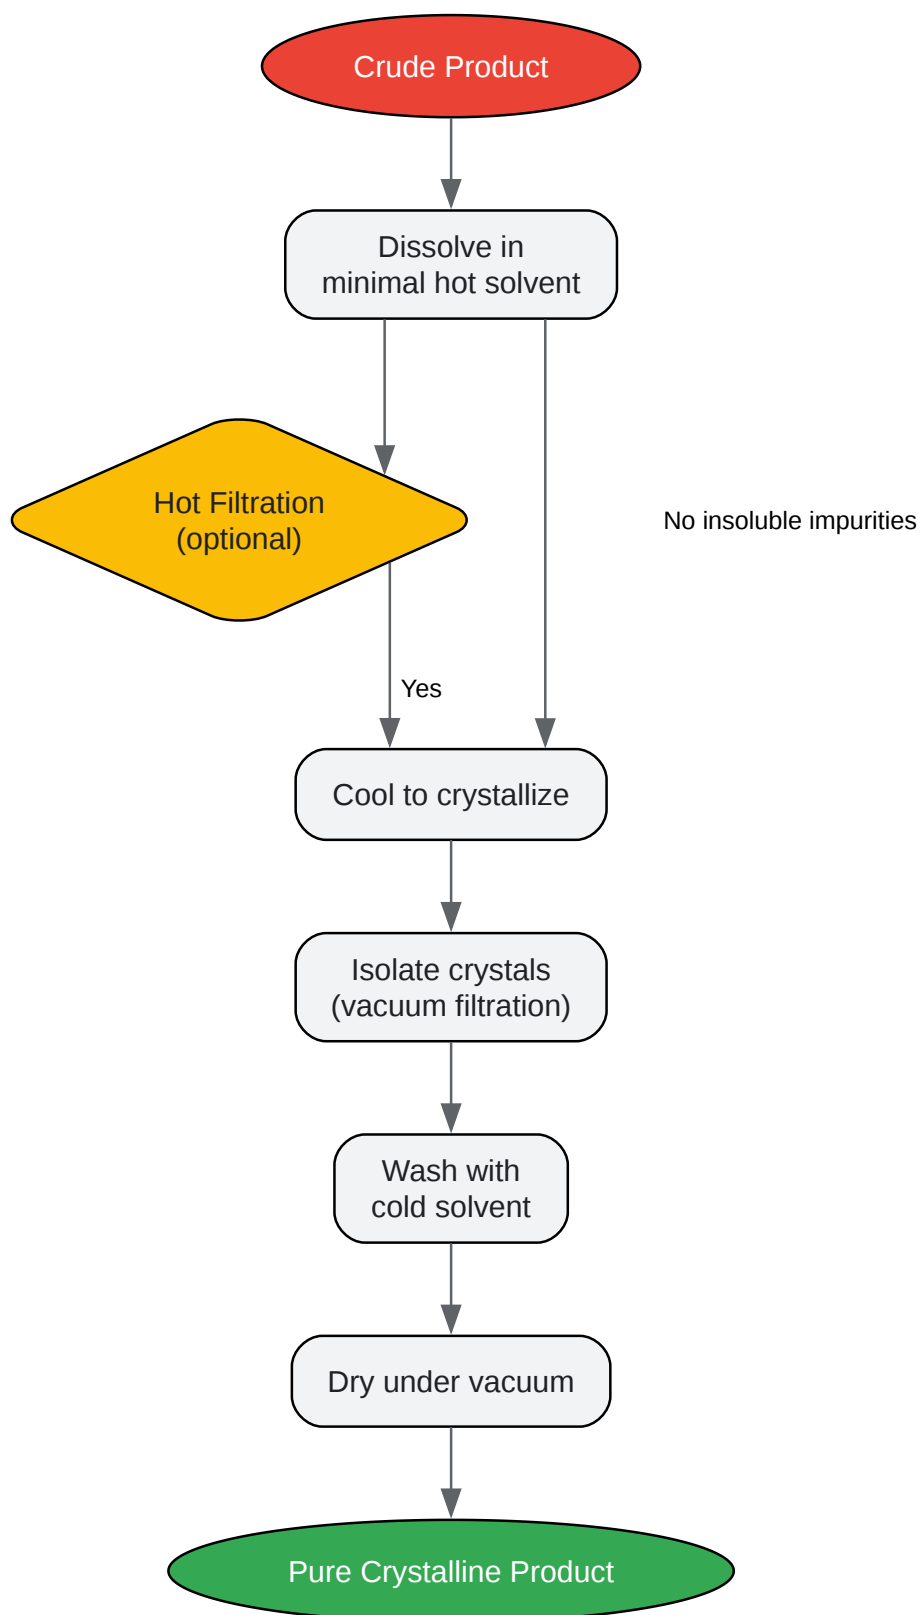 Crude Product
Dissolve in
minimal hot solvent
Hot Filtration
(optional)
No insoluble impurities
Yes
Cool to crystallize
Isolate crystals
(vacuum filtration)
Wash with
cold solvent
Dry under vacuum
Pure Crystalline Product